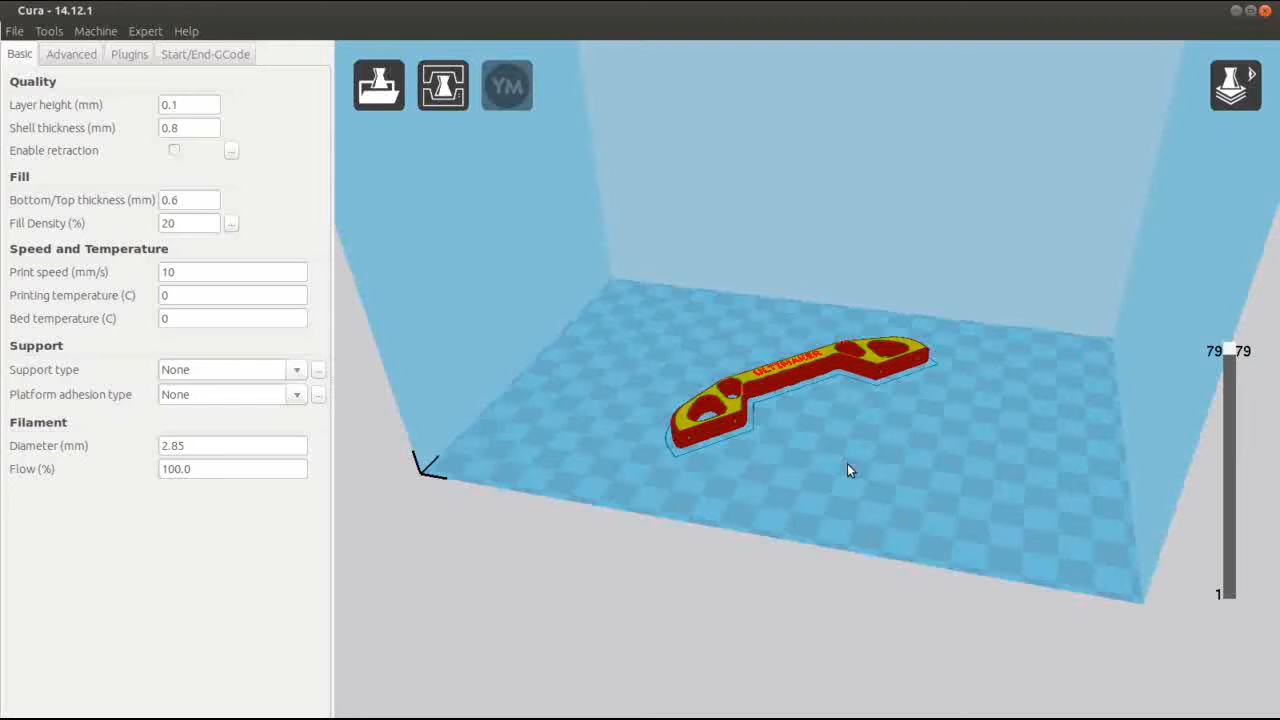 Cura - 14.12.1
File Tools Machine Expert Help
Basic Advanced Plugins Start/End-GCode
Quality
Layer height (mm) 0.1
Shell thickness (mm) 0.8
Enable retraction ...
Fill
Bottom/Top thickness (mm) 0.6
Fill Density (%) 20 ...
Speed and Temperature
Print speed (mm/s) 10
Printing temperature (C) 0
Bed temperature (C) 0
Support
Support type None ...
Platform adhesion type None ...
Filament
Diameter (mm) 2.85
Flow (%) 100.0
YM
ULTIMAKER
79 79
1